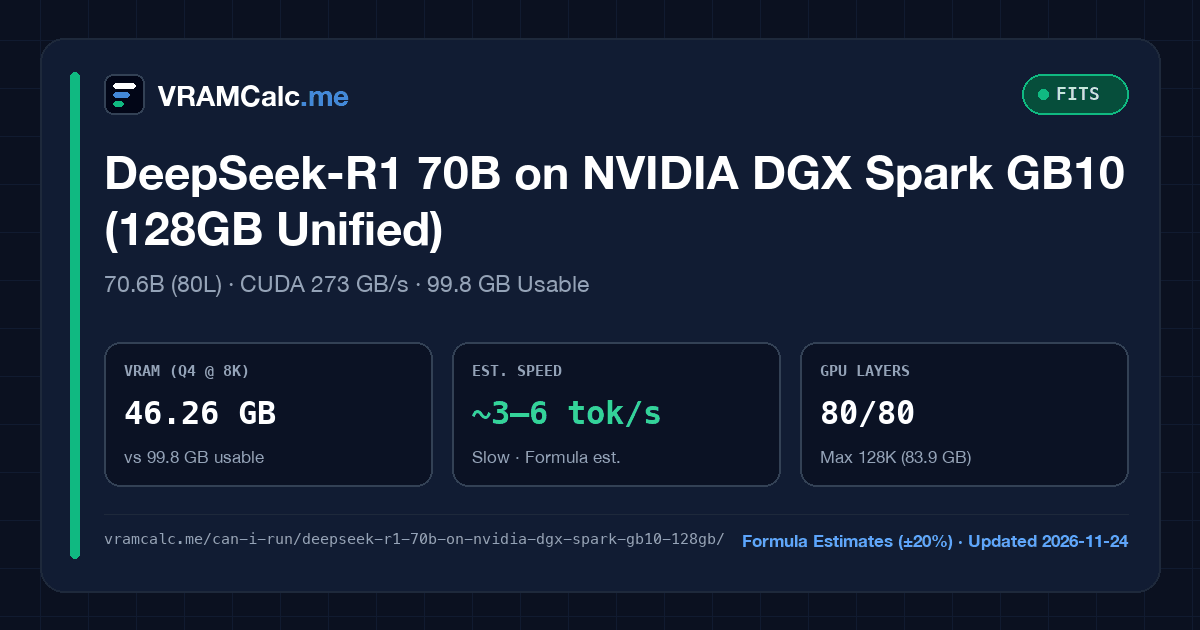 VRAMCalc.me
FITS
DeepSeek-R1 70B on NVIDIA DGX Spark GB10
(128GB Unified)
70.6B (80L) · CUDA 273 GB/s · 99.8 GB Usable
VRAM (Q4 @ 8K)
46.26 GB
vs 99.8 GB usable
EST. SPEED
~3–6 tok/s
Slow · Formula est.
GPU LAYERS
80/80
Max 128K (83.9 GB)
vramcalc.me/can-i-run/deepseek-r1-70b-on-nvidia-dgx-spark-gb10-128gb/
Formula Estimates (±20%) · Updated 2026-11-24